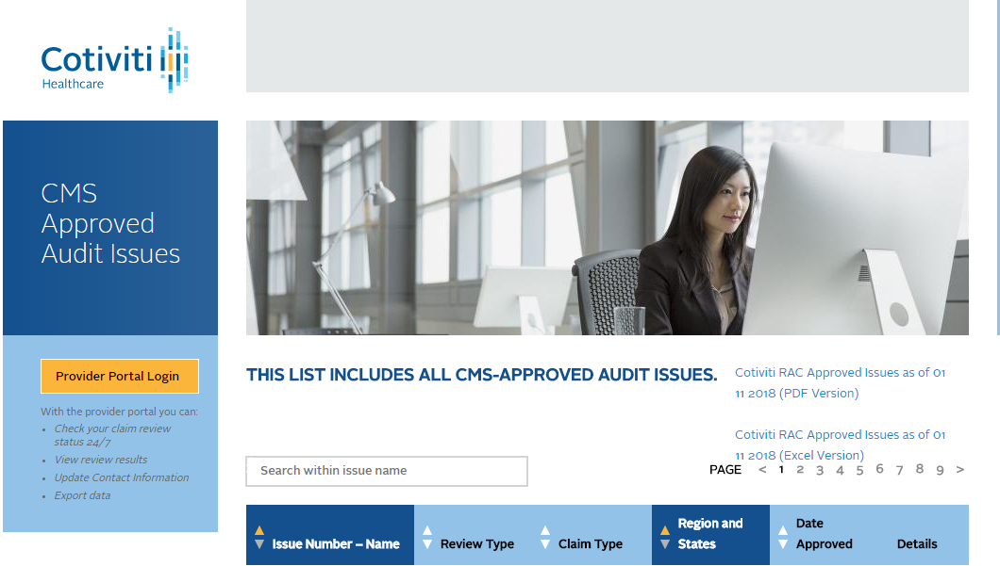 Cotiviti
Healthcare
CMS
Approved
Audit Issues
Provider Portal Login
With the provider portal you can:
• Check your claim review
status 24/7
• View review results
• Update Contact Information
• Export data
THIS LIST INCLUDES ALL CMS-APPROVED AUDIT ISSUES.
Cotiviti RAC Approved Issues as of 01
11 2018 (PDF Version)
Cotiviti RAC Approved Issues as of 01
11 2018 (Excel Version)
Search within issue name
PAGE < 1 2 3 4 5 6 7 8 9 >
Issue Number – Name
Review Type
Claim Type
Region and
States
Date
Approved
Details